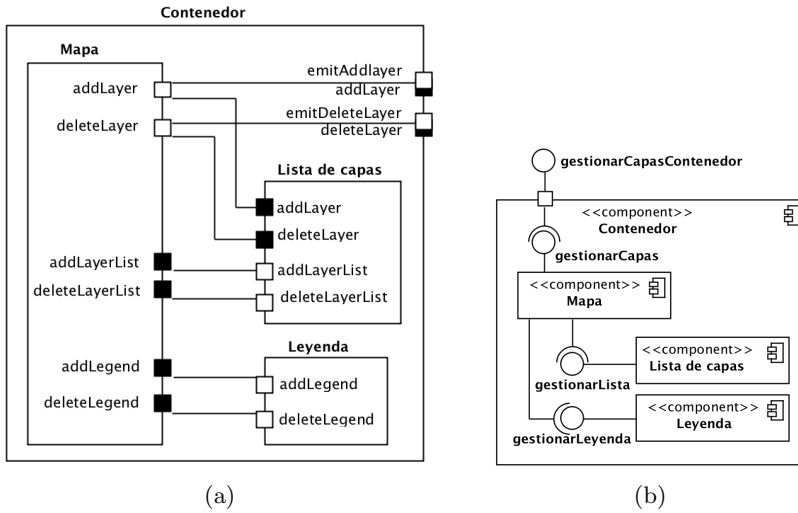 Contenedor
Mapa
addLayer
deleteLayer
emitAddlayer
addLayer
emitDeleteLayer
deleteLayer
Lista de capas
addLayer
deleteLayer
addLayerList
deleteLayerList
addLayerList
deleteLayerList
Leyenda
addLegend
deleteLegend
addLegend
deleteLegend
(a)
gestionarCapasContenedor
<<component>>
Contenedor
gestionarCapas
<<component>>
Mapa
<<component>>
Lista de capas
gestionarLista
<<component>>
Leyenda
gestionarLeyenda
(b)